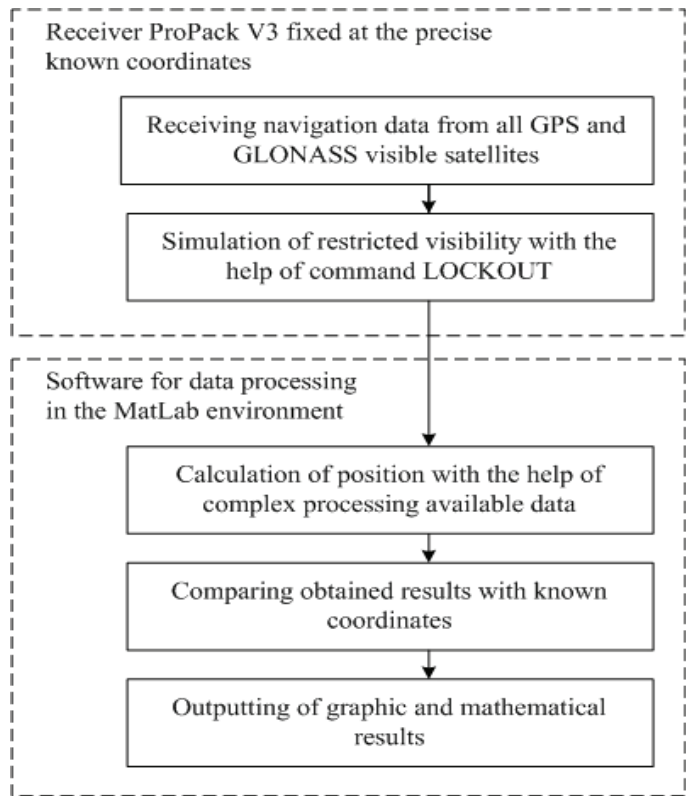 Receiver ProPack V3 fixed at the precise
known coordinates
Receiving navigation data from all GPS and
GLONASS visible satellites
Simulation of restricted visibility with the
help of command LOCKOUT
Software for data processing
in the MatLab environment
Calculation of position with the help of
complex processing available data
Comparing obtained results with known
coordinates
Outputting of graphic and mathematical
results